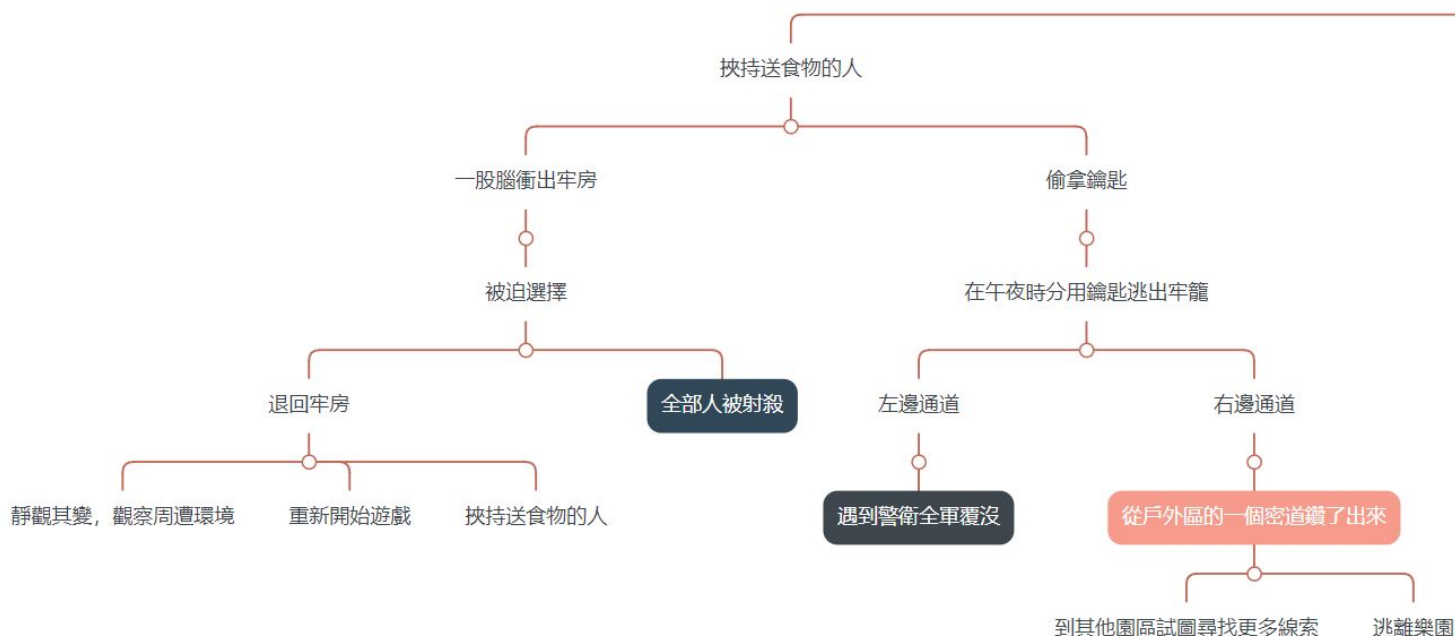 挾持送食物的人
一股腦衝出牢房
偷拿鑰匙
被迫選擇
在午夜時分用鑰匙逃出牢籠
退回牢房
全部人被射殺
左邊通道
右邊通道
靜觀其變，觀察周遭環境
重新開始遊戲
挾持送食物的人
遇到警衛全軍覆沒
從戶外區的一個密道鑽了出來
到其他園區試圖尋找更多線索
逃離樂園